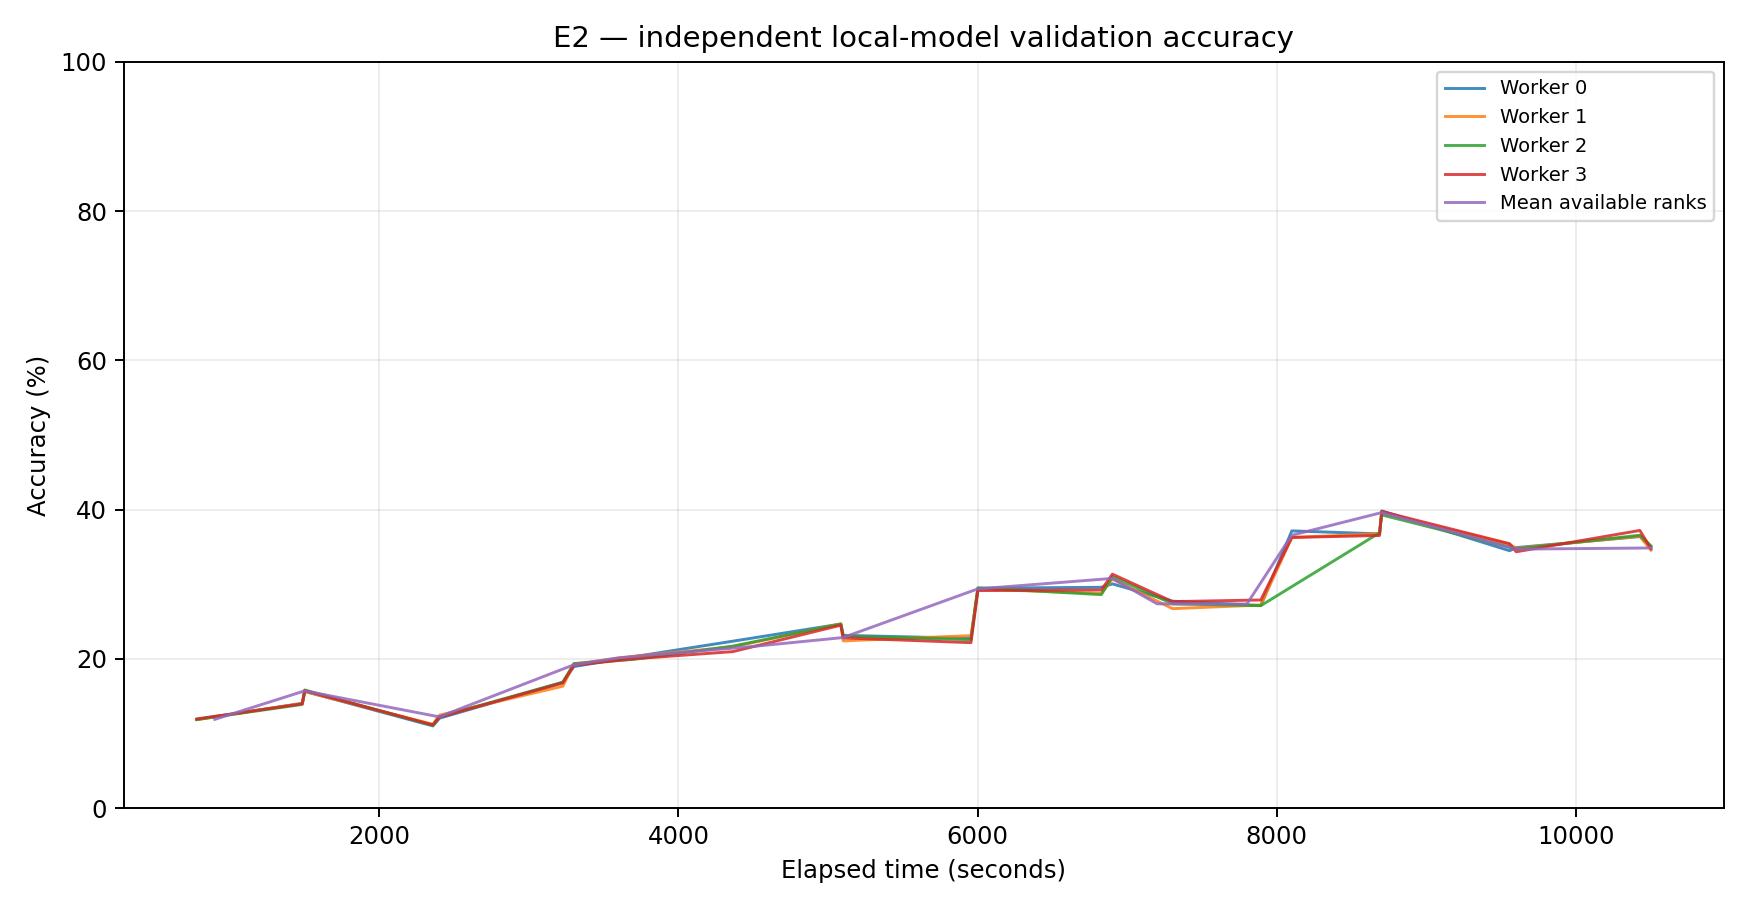 E2 — independent local-model validation accuracy
100
80
60
40
20
0
Accuracy (%)
Worker 0
Worker 1
Worker 2
Worker 3
Mean available ranks
2000
4000
6000
8000
10000
Elapsed time (seconds)